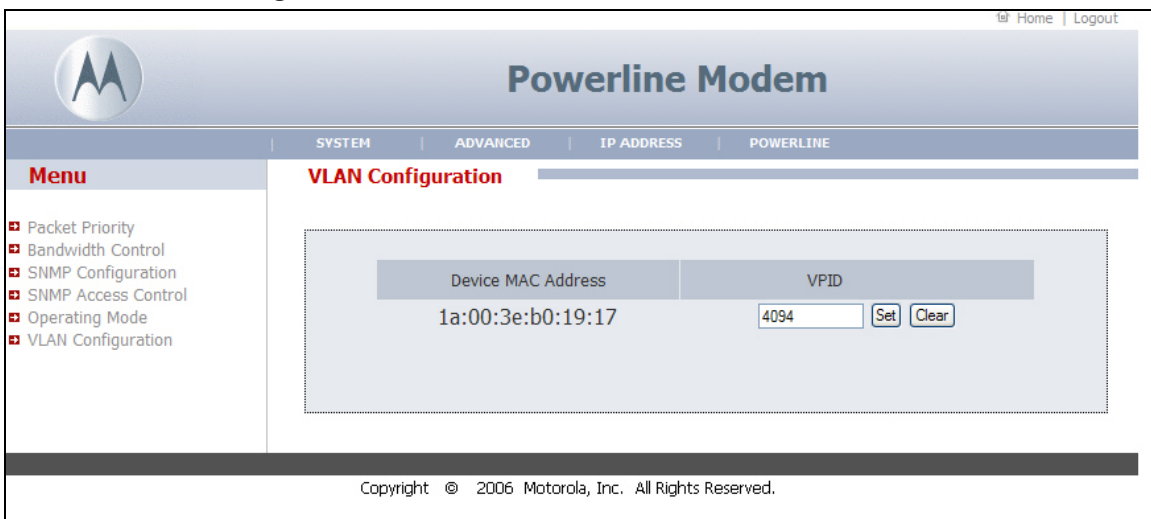 Home | Logout
Powerline Modem
| SYSTEM | ADVANCED | IP ADDRESS | POWERLINE
Menu
Packet Priority
Bandwidth Control
SNMP Configuration
SNMP Access Control
Operating Mode
VLAN Configuration
VLAN Configuration
Device MAC Address VPID
1a:00:3e:b0:19:17 4094 Set Clear
Copyright © 2006 Motorola, Inc. All Rights Reserved.